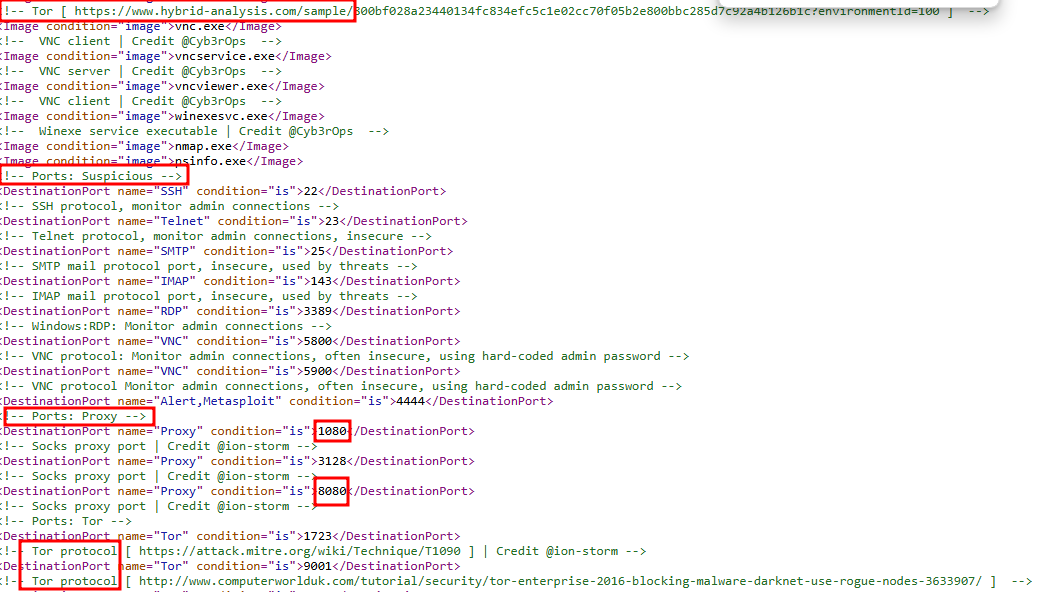 <!-- Tor [ https://www.hybrid-analysis.com/sample/800bf028a23440134fc834efc5c1e02cc70f05b2e800bbc285d7c92a4b126b1c?environmentId=100 ] -->
<Image condition="image">vnc.exe</Image>
<!-- VNC client | Credit @Cyb3rOps -->
<Image condition="image">vncservice.exe</Image>
<!-- VNC server | Credit @Cyb3rOps -->
<Image condition="image">vncviewer.exe</Image>
<!-- VNC client | Credit @Cyb3rOps -->
<Image condition="image">winexesvc.exe</Image>
<!-- Winexe service executable | Credit @Cyb3rOps -->
<Image condition="image">nmap.exe</Image>
<Image condition="image">psinfo.exe</Image>
<!-- Ports: Suspicious -->
<DestinationPort name="SSH" condition="is">22</DestinationPort>
<!-- SSH protocol, monitor admin connections -->
<DestinationPort name="Telnet" condition="is">23</DestinationPort>
<!-- Telnet protocol, monitor admin connections, insecure -->
<DestinationPort name="SMTP" condition="is">25</DestinationPort>
<!-- SMTP mail protocol port, insecure, used by threats -->
<DestinationPort name="IMAP" condition="is">143</DestinationPort>
<!-- IMAP mail protocol port, insecure, used by threats -->
<DestinationPort name="RDP" condition="is">3389</DestinationPort>
<!-- Windows:RDP: Monitor admin connections -->
<DestinationPort name="VNC" condition="is">5800</DestinationPort>
<!-- VNC protocol: Monitor admin connections, often insecure, using hard-coded admin password -->
<DestinationPort name="VNC" condition="is">5900</DestinationPort>
<!-- VNC protocol Monitor admin connections, often insecure, using hard-coded admin password -->
<DestinationPort name="Alert,Metasploit" condition="is">4444</DestinationPort>
<!-- Ports: Proxy -->
<DestinationPort name="Proxy" condition="is">1080</DestinationPort>
<!-- Socks proxy port | Credit @ion-storm -->
<DestinationPort name="Proxy" condition="is">3128</DestinationPort>
<!-- Socks proxy port | Credit @ion-storm -->
<DestinationPort name="Proxy" condition="is">8080</DestinationPort>
<!-- Socks proxy port | Credit @ion-storm -->
<!-- Ports: Tor -->
<DestinationPort name="Tor" condition="is">1723</DestinationPort>
<!-- Tor protocol [ https://attack.mitre.org/wiki/Technique/T1090 ] | Credit @ion-storm -->
<DestinationPort name="Tor" condition="is">9001</DestinationPort>
<!-- Tor protocol [ http://www.computerworlduk.com/tutorial/security/tor-enterprise-2016-blocking-malware-darknet-use-rogue-nodes-3633907/ ] -->